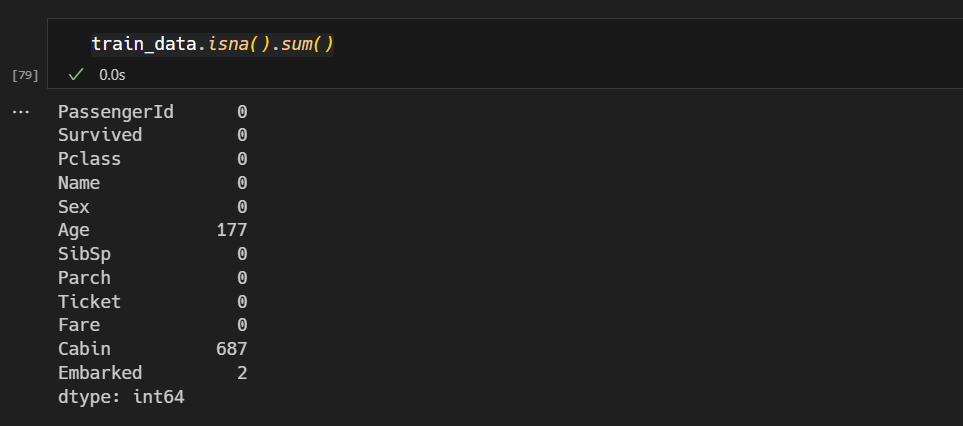 train_data.isna().sum()
[79] ✓ 0.0s
... PassengerId 0
Survived 0
Pclass 0
Name 0
Sex 0
Age 177
SibSp 0
Parch 0
Ticket 0
Fare 0
Cabin 687
Embarked 2
dtype: int64